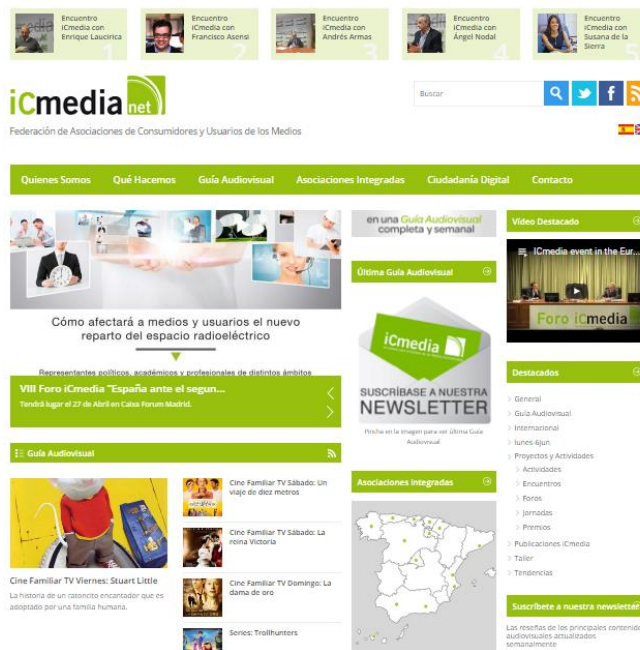 Encuentro
iCmedia con
Enrique Laucirica
1
Encuentro
iCmedia con
Francisco Asensi
2
Encuentro
iCmedia con
Andrés Armas
3
Encuentro
iCmedia con
Ángel Nodal
4
Encuentro
iCmedia con
Susana de la
Sierra
5
iCmedia net
Federación de Asociaciones de Consumidores y Usuarios de los Medios
Buscar
Quienes Somos Qué Hacemos Guía Audiovisual Asociaciones Integradas Ciudadanía Digital Contacto
Cómo afectará a medios y usuarios el nuevo
reparto del espacio radioeléctrico
Representantes políticos, académicos y profesionales de distintos ámbitos
VIII Foro iCmedia "España ante el segun...
Tendrá lugar el 27 de Abril en Caixa Forum Madrid.
Guía Audiovisual
Cine Familiar TV Viernes: Stuart Little
La historia de un ratoncito encantador que es
adoptado por una familia humana.
Cine Familiar TV Sábado: Un
viaje de diez metros
Cine Familiar TV Sábado: La
reina Victoria
Cine Familiar TV Domingo: La
dama de oro
Series: Trollhunters
en una Guía Audiovisual
completa y semanal
Última Guía Audiovisual
iCmedia
SUSCRÍBASE A NUESTRA
NEWSLETTER
Pincha en la imagen para ver última Guía
Audiovisual
Asociaciones Integradas
Vídeo Destacado
ICmedia event in the Eur...
Foro iCmedia
Destacados
General
Guía Audiovisual
Internacional
lunes 6jun
Proyectos y Actividades
Actividades
Encuentros
Foros
Jornadas
Premios
Publicaciones iCmedia
Taller
Tendencias
Suscríbete a nuestra newsletter
Las reseñas de los principales contenido
audiovisuales actualizados
semanalmente